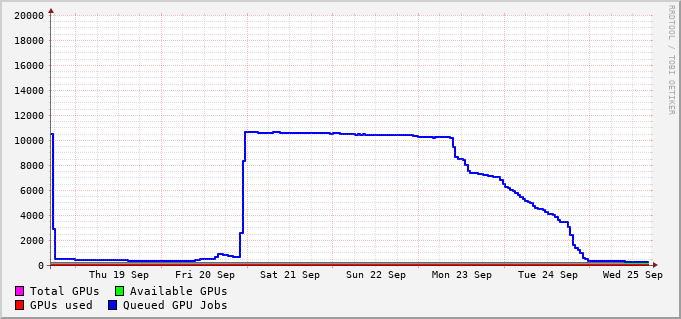 20000
18000
16000
14000
12000
10000
8000
6000
4000
2000
0
Thu 19 Sep Fri 20 Sep Sat 21 Sep Sun 22 Sep Mon 23 Sep Tue 24 Sep Wed 25 Sep
Total GPUs Available GPUs
GPUs used Queued GPU Jobs
RRDTOOL / TOBI OETIKER